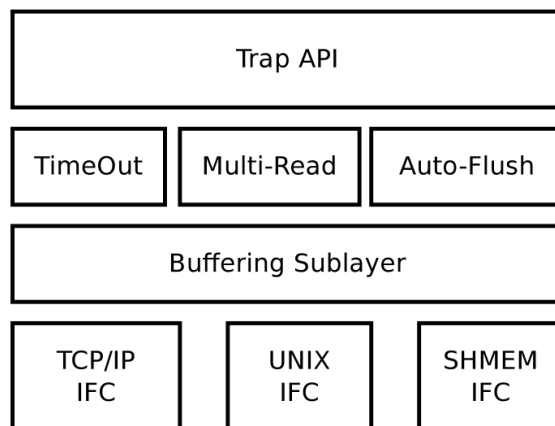 Trap API
TimeOut Multi-Read Auto-Flush
Buffering Sublayer
TCP/IP UNIX SHMEM
IFC IFC IFC